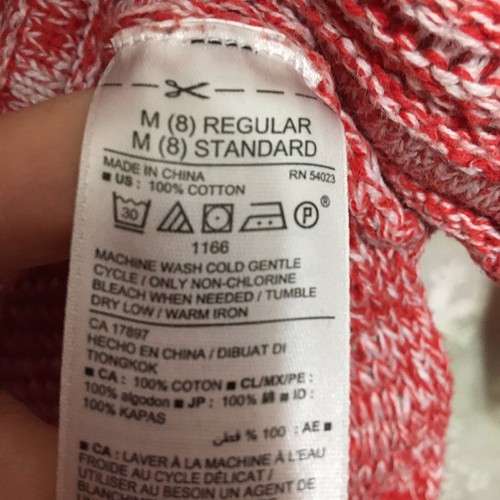 M (8) REGULAR
M (8) STANDARD
MADE IN CHINA RN 54023
■ US : 100% COTTON
30 P ®
1166
MACHINE WASH COLD GENTLE
CYCLE / ONLY NON-CHLORINE
BLEACH WHEN NEEDED / TUMBLE
DRY LOW / WARM IRON
CA 17897
HECHO EN CHINA / DIBUAT DI
TIONGKOK
■ CA : 100% COTON ■ CL/MX/PE :
100% algodon ■ JP : 100% 綿 ■ ID :
100% KAPAS
■ AE : 100 % قطن
■ CA : LAVER À LA MACHINE À L'EAU
FROIDE AU CYCLE DÉLICAT /
UTILISER AU BESOIN UN AGENT DE